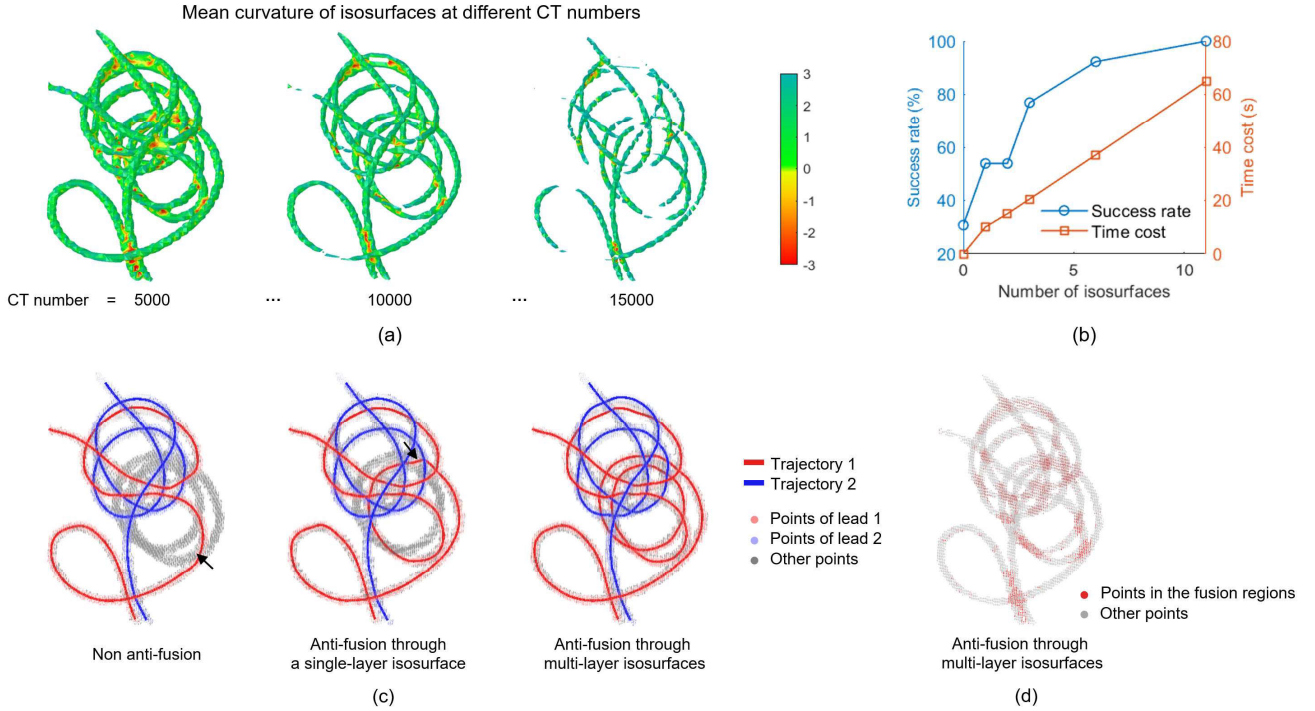 Mean curvature of isosurfaces at different CT numbers
3
2
1
0
-1
-2
-3
CT number = 5000 ... 10000 ... 15000
(a)
100
80
60
40
20
Success rate (%)
80
60
40
20
0
Time cost (s)
Success rate
Time cost
0 5 10
Number of isosurfaces
(b)
Trajectory 1
Trajectory 2
Points of lead 1
Points of lead 2
Other points
Non anti-fusion
Anti-fusion through
a single-layer isosurface
Anti-fusion through
multi-layer isosurfaces
(c)
Points in the fusion regions
Other points
Anti-fusion through
multi-layer isosurfaces
(d)